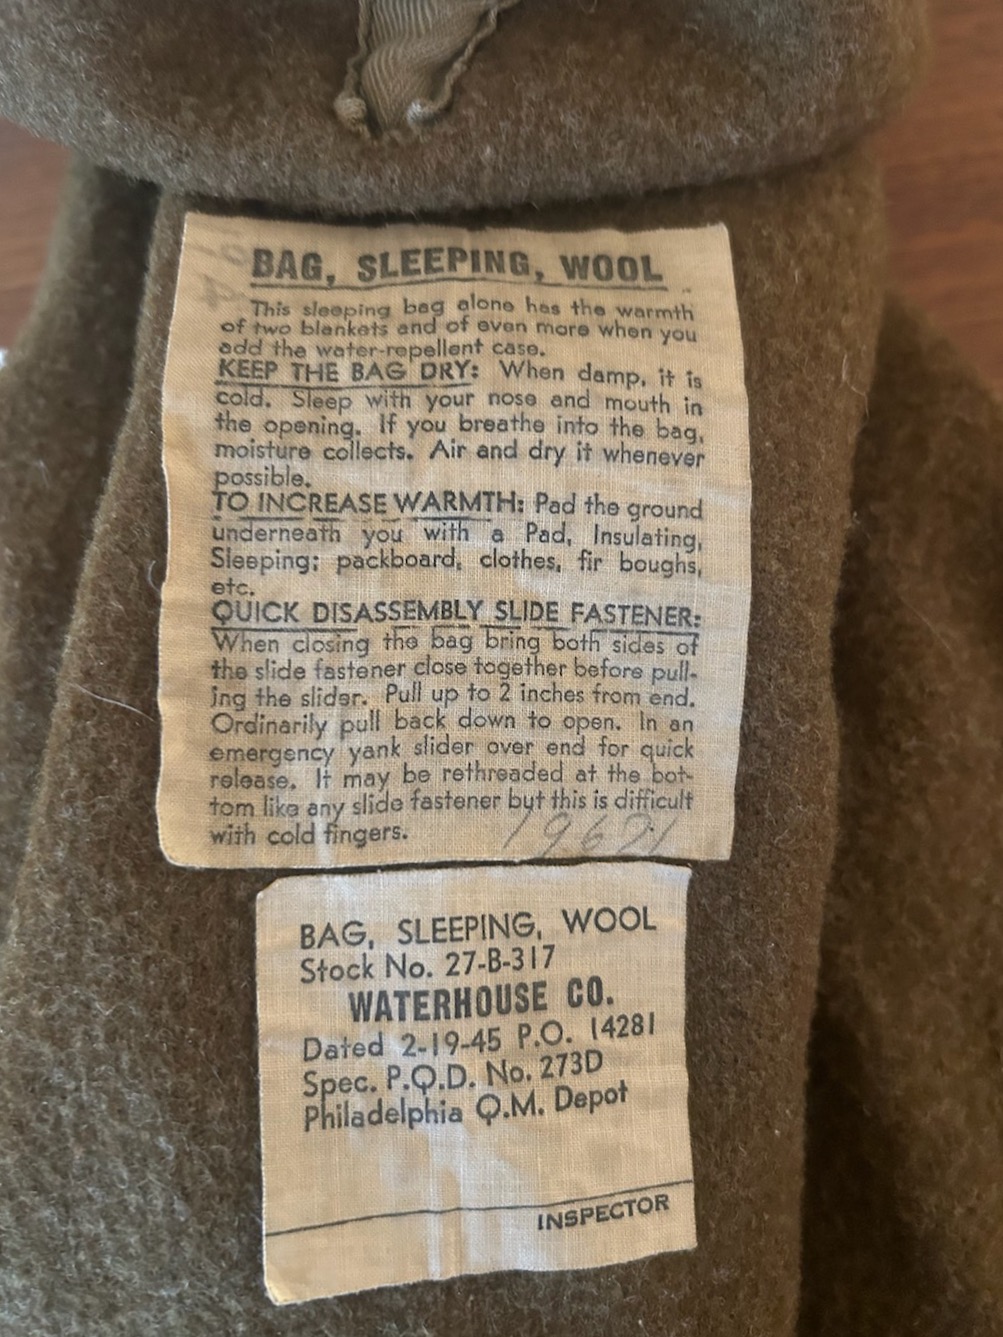 BAG, SLEEPING, WOOL
This sleeping bag alone has the warmth
of two blankets and of even more when you
add the water-repellent case.
KEEP THE BAG DRY: When damp, it is
cold. Sleep with your nose and mouth in
the opening. If you breathe into the bag,
moisture collects. Air and dry it whenever
possible.
TO INCREASE WARMTH: Pad the ground
underneath you with a Pad, Insulating,
Sleeping; packboard, clothes, fir boughs,
etc.
QUICK DISASSEMBLY SLIDE FASTENER:
When closing the bag bring both sides of
the slide fastener close together before pull-
ing the slider. Pull up to 2 inches from end.
Ordinarily pull back down to open. In an
emergency yank slider over end for quick
release. It may be rethreaded at the bot-
tom like any slide fastener but this is difficult
with cold fingers.
BAG, SLEEPING, WOOL
Stock No. 27-B-317
WATERHOUSE CO.
Dated 2-19-45 P.O. 14281
Spec. P.Q.D. No. 273D
Philadelphia Q.M. Depot
INSPECTOR